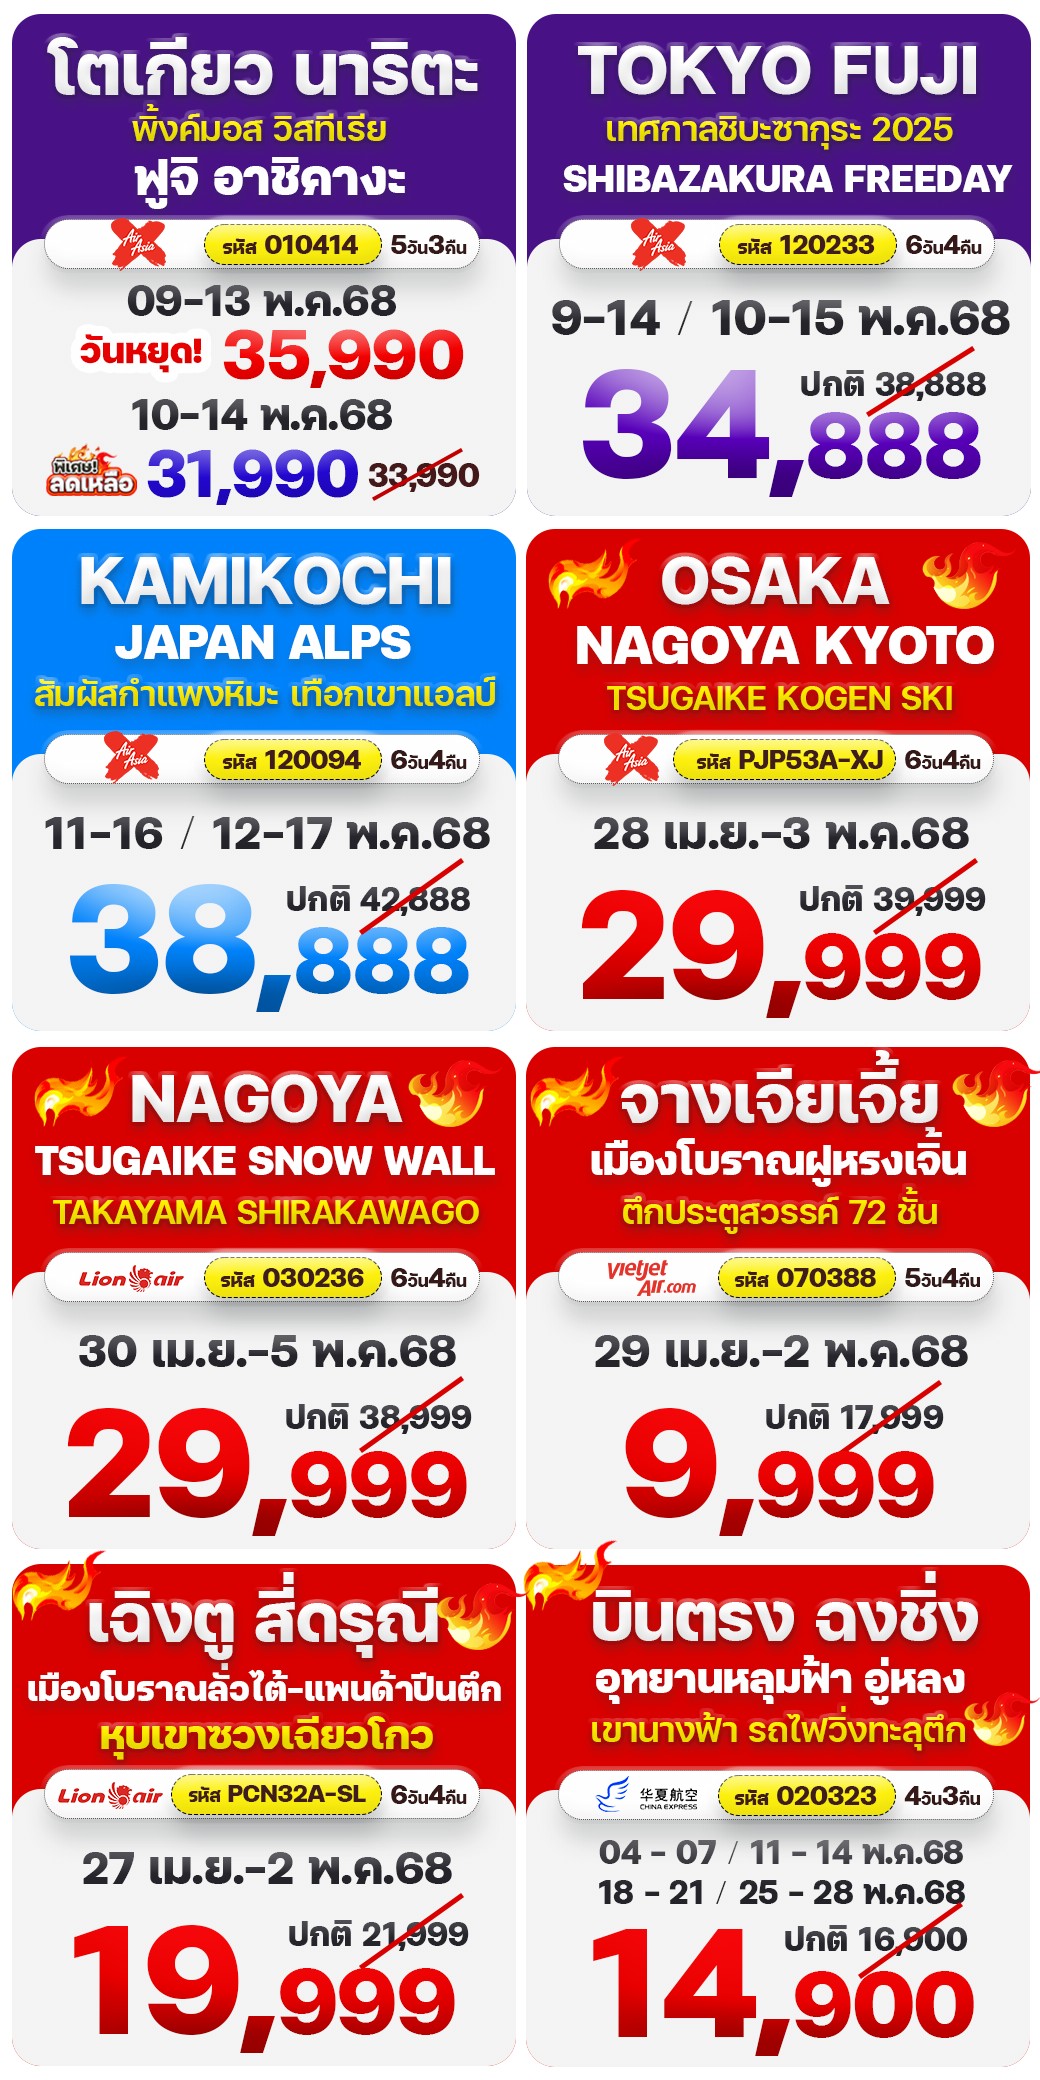 โตเกียว นาริตะ
พิ้งค์มอส วิสทีเรีย
ฟูจิ อาชิคางะ
Air Asia X รหัส 010414 5วัน3คืน
09-13 พ.ค.68
วันหยุด! 35,990
10-14 พ.ค.68
พิเศษ! ลดเหลือ 31,990 33,990
TOKYO FUJI
เทศกาลชิบะซากุระ 2025
SHIBAZAKURA FREEDAY
Air Asia X รหัส 120233 6วัน4คืน
9-14 / 10-15 พ.ค.68
ปกติ 38,888
34,888
KAMIKOCHI
JAPAN ALPS
สัมผัสกำแพงหิมะ เทือกเขาแอลป์
Air Asia X รหัส 120094 6วัน4คืน
11-16 / 12-17 พ.ค.68
ปกติ 42,888
38,888
OSAKA
NAGOYA KYOTO
TSUGAIKE KOGEN SKI
Air Asia X รหัส PJP53A-XJ 6วัน4คืน
28 เม.ย.-3 พ.ค.68
ปกติ 39,999
29,999
NAGOYA
TSUGAIKE SNOW WALL
TAKAYAMA SHIRAKAWAGO
Lion air รหัส 030236 6วัน4คืน
30 เม.ย.-5 พ.ค.68
ปกติ 38,999
29,999
จางเจียเจี้ย
เมืองโบราณฝูหรงเจิ้น
ตึกประตูสวรรค์ 72 ชั้น
vietjet Air.com รหัส 070388 5วัน4คืน
29 เม.ย.-2 พ.ค.68
ปกติ 17,999
9,999
เฉิงตู สี่ดรุณี
เมืองโบราณลั่วไต้-แพนด้าปีนตึก
หุบเขาซวงเฉียวโกว
Lion air รหัส PCN32A-SL 6วัน4คืน
27 เม.ย.-2 พ.ค.68
ปกติ 21,999
19,999
บินตรง ฉงชิ่ง
อุทยานหลุมฟ้า อู่หลง
เขานางฟ้า รถไฟวิ่งทะลุตึก
华夏航空 CHINA EXPRESS รหัส 020323 4วัน3คืน
04 - 07 / 11 - 14 พ.ค.68
18 - 21 / 25 - 28 พ.ค.68
ปกติ 16,900
14,900